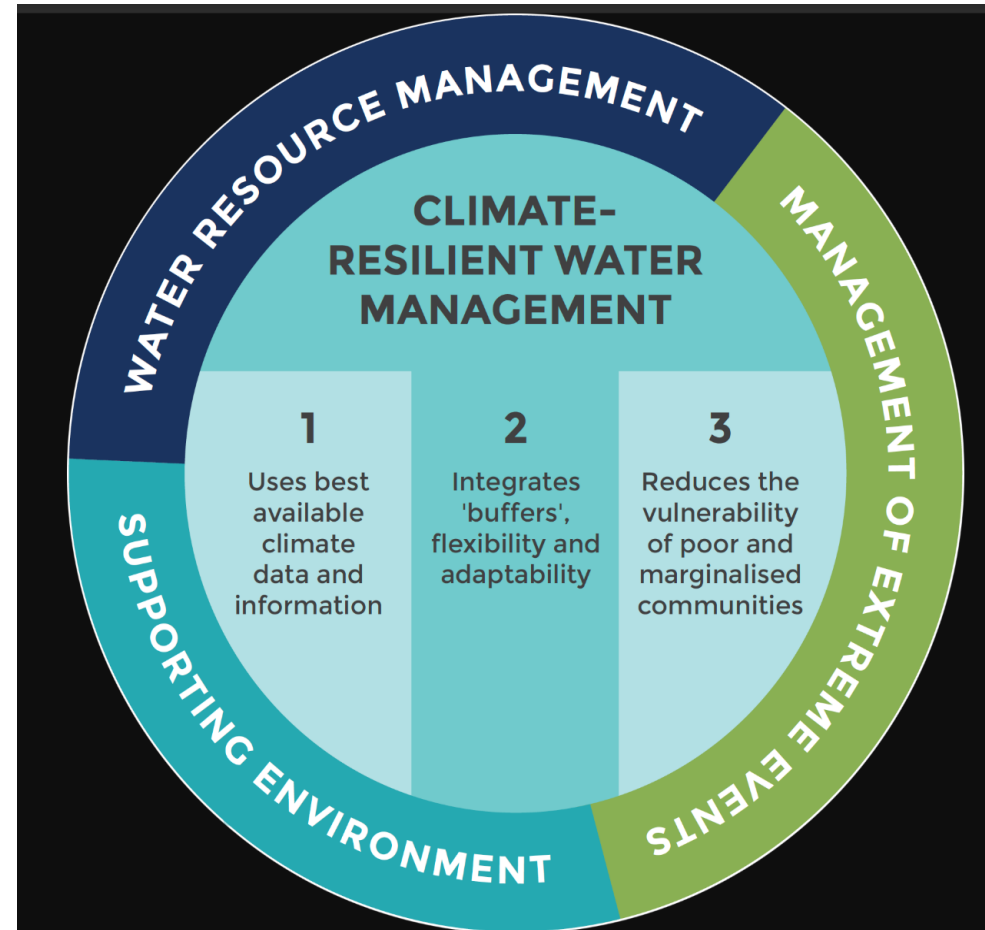 WATER RESOURCE MANAGEMENT
MANAGEMENT OF EXTREME EVENTS
SUPPORTING ENVIRONMENT
CLIMATE-
RESILIENT WATER
MANAGEMENT
1
Uses best
available
climate
data and
information
2
Integrates
'buffers',
flexibility and
adaptability
3
Reduces the
vulnerability
of poor and
marginalised
communities